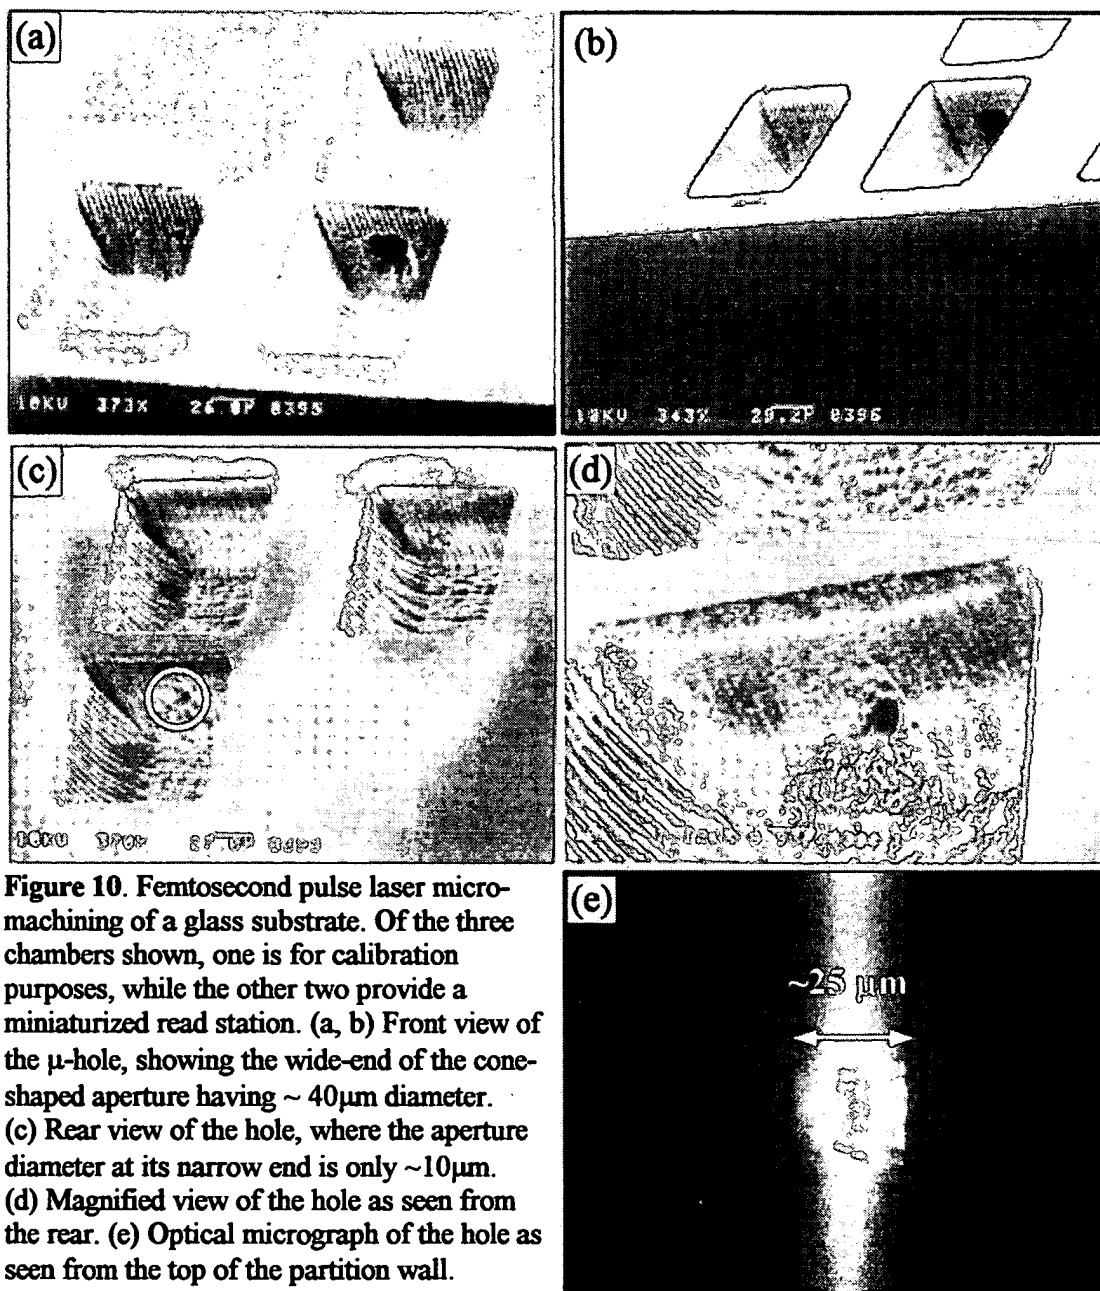 (a)
10KU 373X 26.8P 0395
(b)
10KU 343X 29.2P 0396
(c)
10KU
(d)
Figure 10. Femtosecond pulse laser micro-
machining of a glass substrate. Of the three
chambers shown, one is for calibration
purposes, while the other two provide a
miniaturized read station. (a, b) Front view of
the μ-hole, showing the wide-end of the cone-
shaped aperture having ~ 40μm diameter.
(c) Rear view of the hole, where the aperture
diameter at its narrow end is only ~10μm.
(d) Magnified view of the hole as seen from
the rear. (e) Optical micrograph of the hole as
seen from the top of the partition wall.
(e)
~25 μm